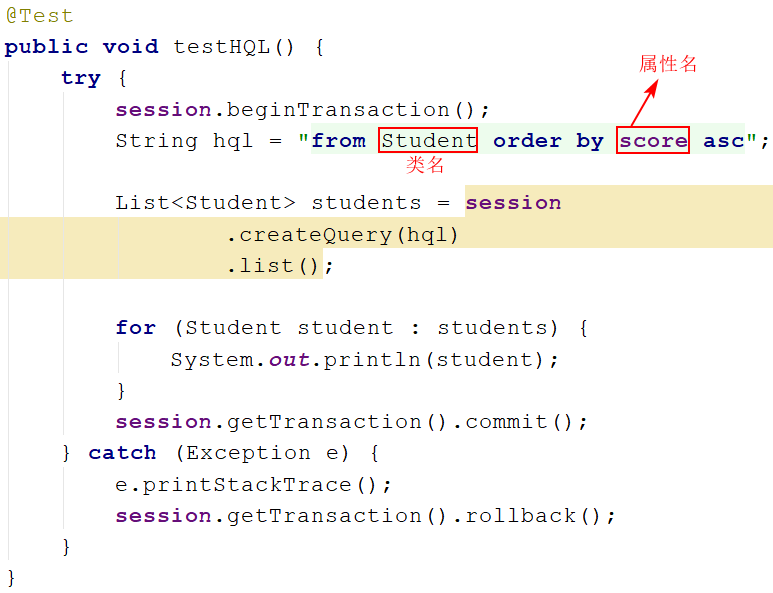 @Test
public void testHQL() {
try {
属性名
session.beginTransaction();
String hql = "from Student order by score asc";
类名
List<Student> students = session
.createQuery(hql)
.list();
for (Student student : students) {
System.out.println(student);
}
session.getTransaction().commit();
} catch (Exception e) {
e.printStackTrace();
session.getTransaction().rollback();
}
}